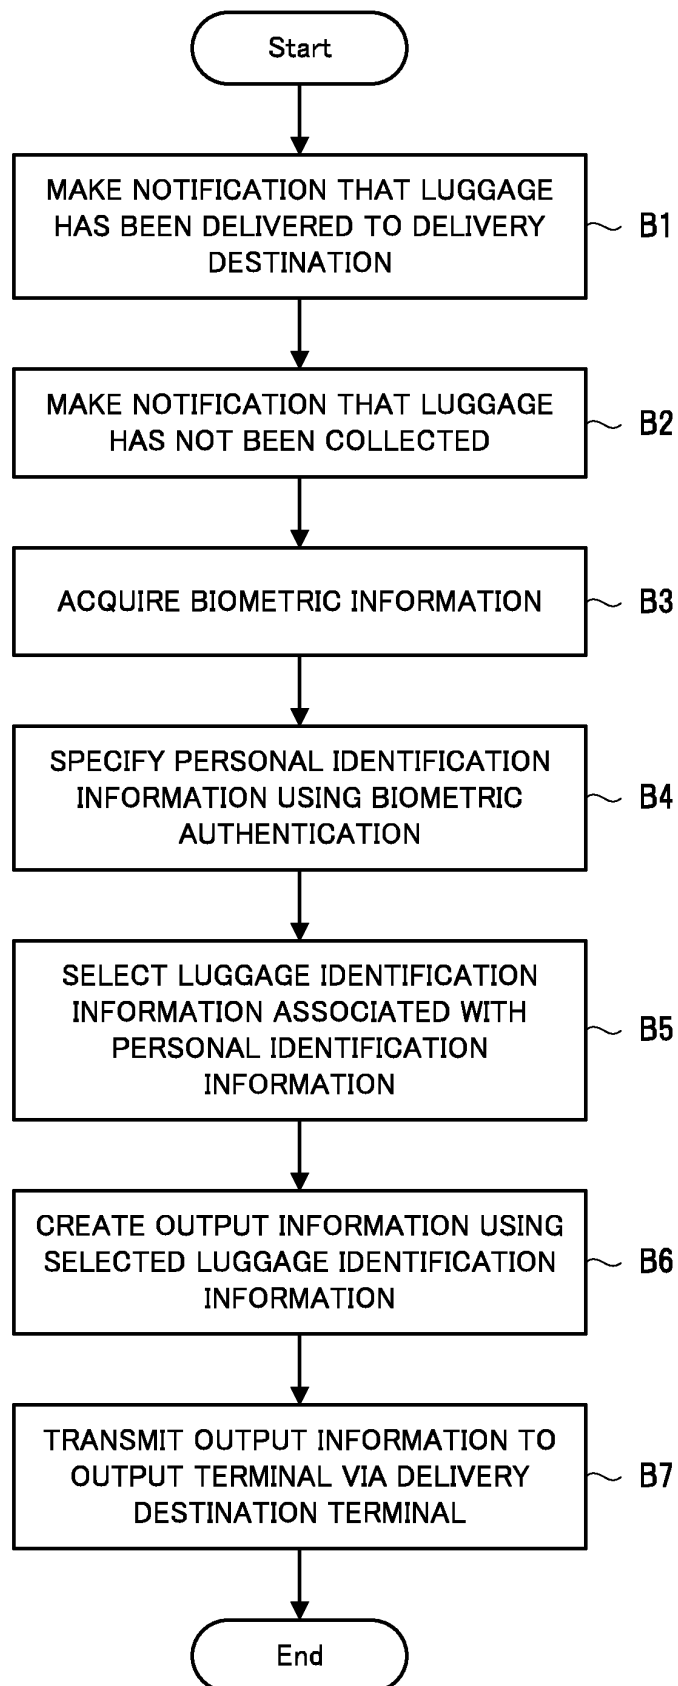 Start
MAKE NOTIFICATION THAT LUGGAGE
HAS BEEN DELIVERED TO DELIVERY
DESTINATION
B1
MAKE NOTIFICATION THAT LUGGAGE
HAS NOT BEEN COLLECTED
B2
ACQUIRE BIOMETRIC INFORMATION
B3
SPECIFY PERSONAL IDENTIFICATION
INFORMATION USING BIOMETRIC
AUTHENTICATION
B4
SELECT LUGGAGE IDENTIFICATION
INFORMATION ASSOCIATED WITH
PERSONAL IDENTIFICATION
INFORMATION
B5
CREATE OUTPUT INFORMATION USING
SELECTED LUGGAGE IDENTIFICATION
INFORMATION
B6
TRANSMIT OUTPUT INFORMATION TO
OUTPUT TERMINAL VIA DELIVERY
DESTINATION TERMINAL
B7
End